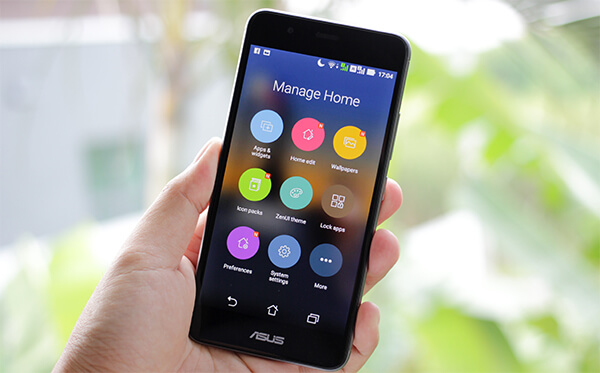 17:04
Manage Home
Apps &
widgets
Home edit
Wallpapers
Icon packs
ZenUI theme
Lock apps
Preferences
System
settings
More
ASUS